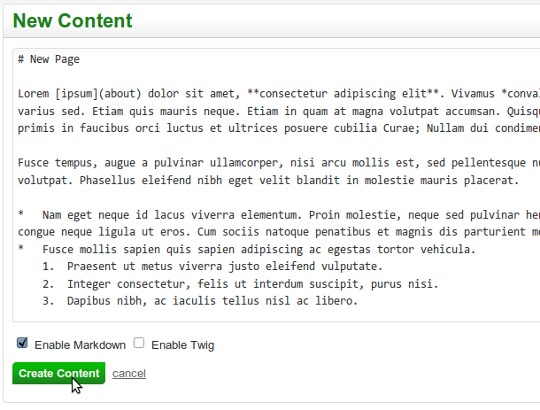 New Content
# New Page
Lorem [ipsum](about) dolor sit amet, **consectetur adipiscing elit**. Vivamus
varius sed. Etiam quis mauris neque. Etiam in quam at magna volutpat accumsan.
primis in faucibus orci luctus et ultrices posuere cubilia Curae; Nullam dui
Fusce tempus, augue a pulvinar ullamcorper, nisi arcu mollis est, sed pellentesque
volutpat. Phasellus eleifend nibh eget velit blandit in molestie mauris placerat.
* Nam eget neque id lacus viverra elementum. Proin molestie, neque sed pulvinar
congue neque ligula ut eros. Cum sociis natoque penatibus et magnis dis parturient
* Fusce mollis sapien quis sapien adipiscing ac egestas tortor vehicula.
1. Praesent ut metus viverra justo eleifend vulputate.
2. Integer consectetur, felis ut interdum suscipit, purus nisi.
3. Dapibus nibh, ac iaculis tellus nisl ac libero.
Enable Markdown Enable Twig
Create Content cancel